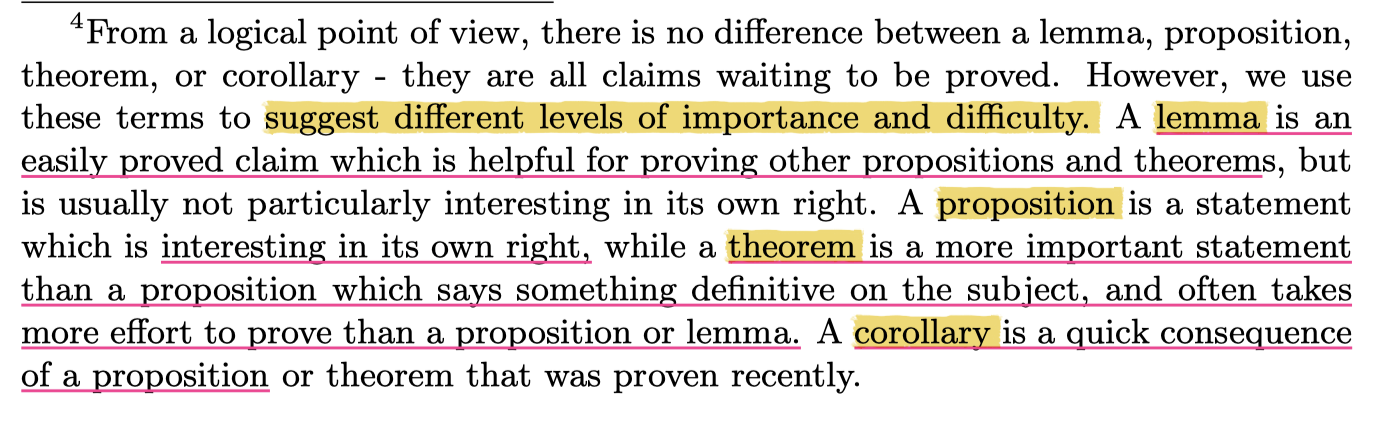 ⁴From a logical point of view, there is no difference between a lemma, proposition,
theorem, or corollary - they are all claims waiting to be proved. However, we use
these terms to suggest different levels of importance and difficulty. A lemma is an
easily proved claim which is helpful for proving other propositions and theorems, but
is usually not particularly interesting in its own right. A proposition is a statement
which is interesting in its own right, while a theorem is a more important statement
than a proposition which says something definitive on the subject, and often takes
more effort to prove than a proposition or lemma. A corollary is a quick consequence
of a proposition or theorem that was proven recently.